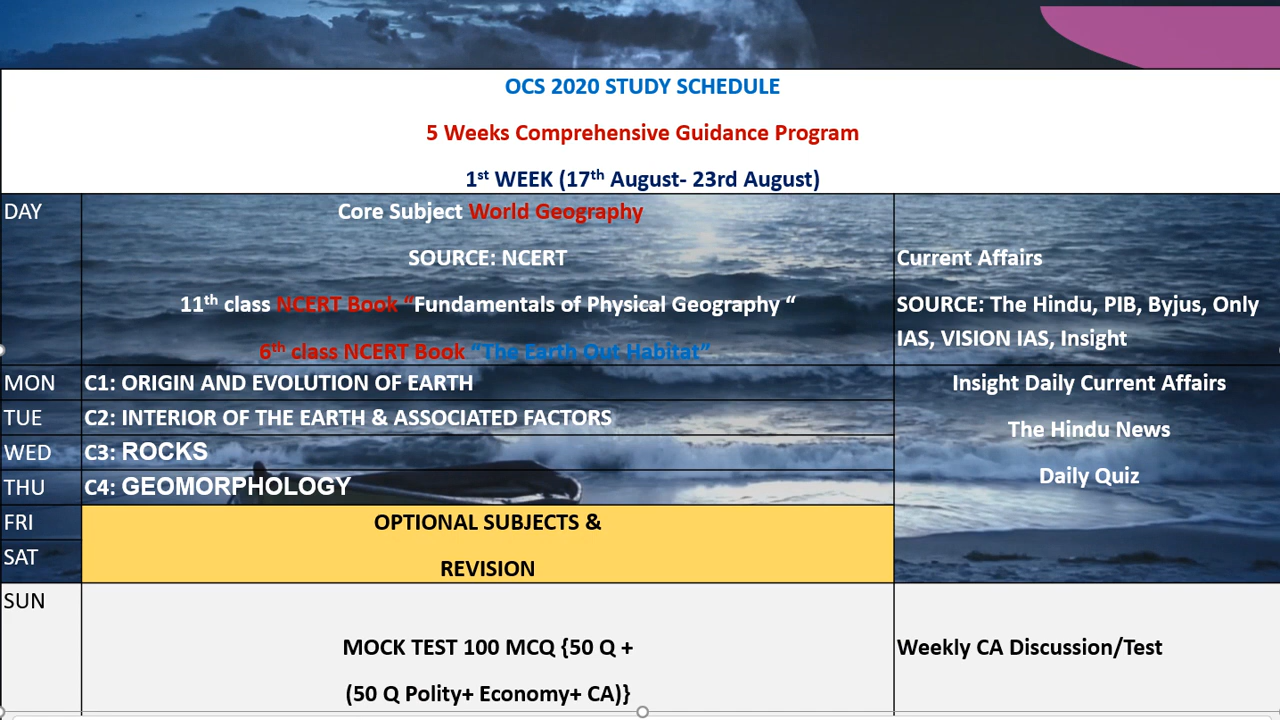 OCS 2020 STUDY SCHEDULE
5 Weeks Comprehensive Guidance Program
1st WEEK (17th August- 23rd August)
DAY
Core Subject World Geography
SOURCE: NCERT
11th class NCERT Book “Fundamentals of Physical Geography “
6th class NCERT Book “The Earth Out Habitat”
Current Affairs
SOURCE: The Hindu, PIB, Byjus, Only
IAS, VISION IAS, Insight
MON
C1: ORIGIN AND EVOLUTION OF EARTH
TUE
C2: INTERIOR OF THE EARTH & ASSOCIATED FACTORS
WED
C3: ROCKS
THU
C4: GEOMORPHOLOGY
Insight Daily Current Affairs
The Hindu News
Daily Quiz
FRI
SAT
OPTIONAL SUBJECTS &
REVISION
SUN
MOCK TEST 100 MCQ {50 Q +
(50 Q Polity+ Economy+ CA)}
Weekly CA Discussion/Test